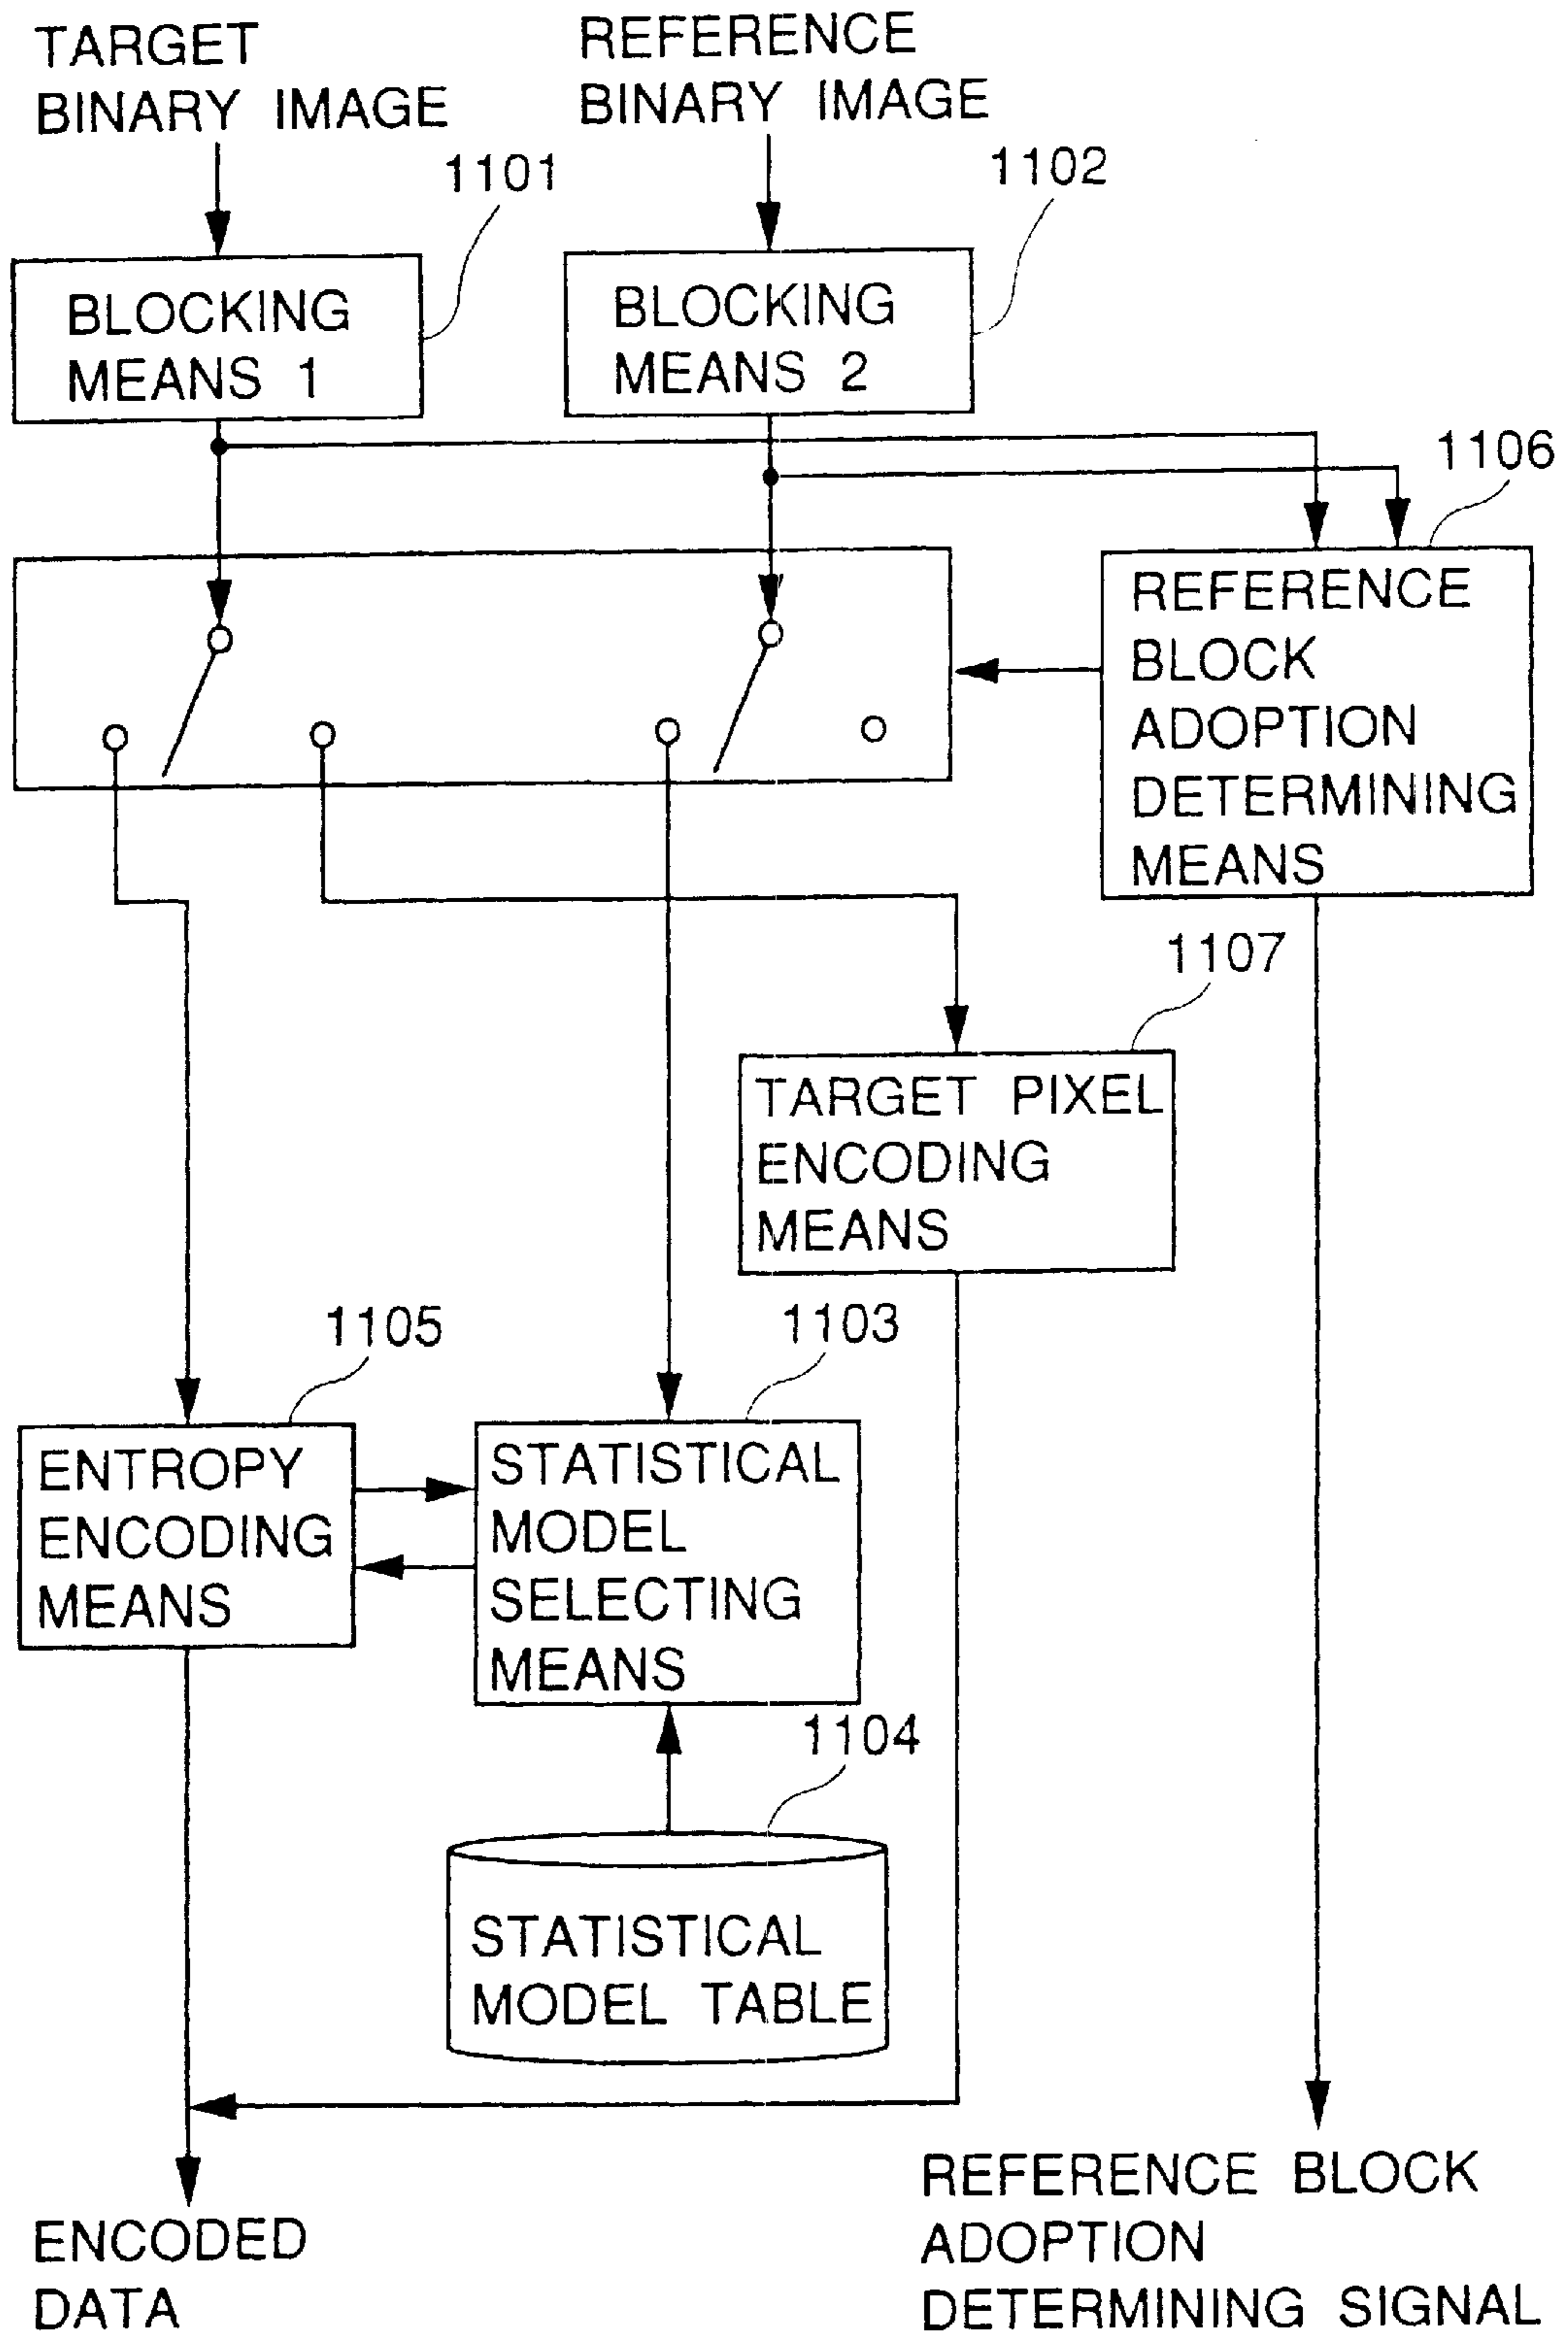 TARGET
BINARY IMAGE
REFERENCE
BINARY IMAGE
1101
1102
BLOCKING
MEANS 1
BLOCKING
MEANS 2
1106
REFERENCE
BLOCK
ADOPTION
DETERMINING
MEANS
1107
TARGET PIXEL
ENCODING
MEANS
1105
1103
ENTROPY
ENCODING
MEANS
STATISTICAL
MODEL
SELECTING
MEANS
1104
STATISTICAL
MODEL TABLE
REFERENCE BLOCK
ADOPTION
DETERMINING SIGNAL
ENCODED
DATA